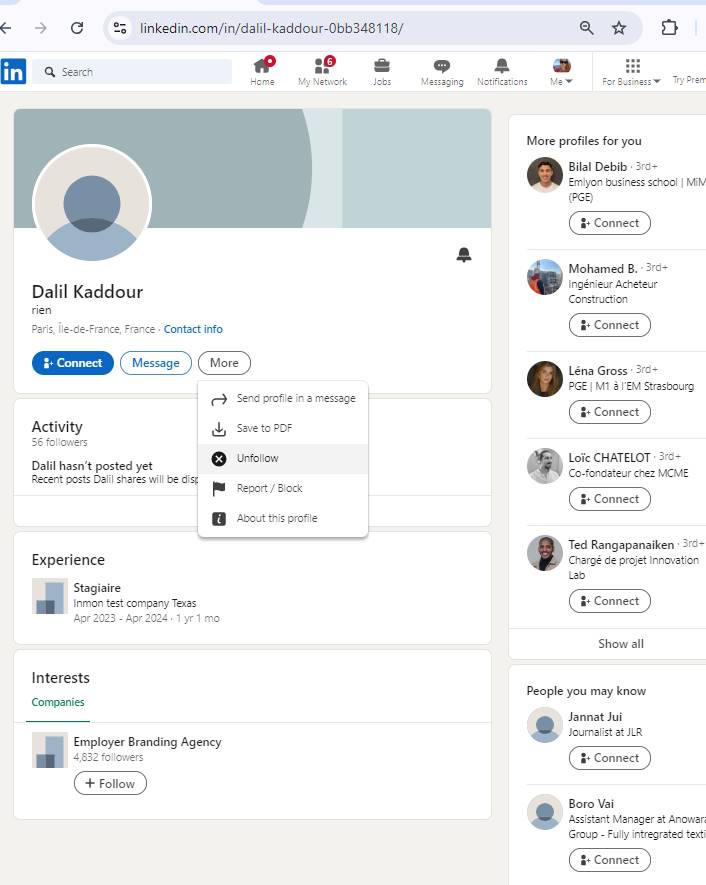 linkedin.com/in/dalil-kaddour-0bb348118/
in
Search
Home
6
My Network
Jobs
Messaging
Notifications
Me
For Business
Try Prem
Dalil Kaddour
rien
Paris, Île-de-France, France · Contact info
Connect
Message
More
Send profile in a message
Save to PDF
Unfollow
Report / Block
About this profile
Activity
56 followers
Dalil hasn't posted yet
Recent posts Dalil shares will be disp
Experience
Stagiaire
Inmon test company Texas
Apr 2023 - Apr 2024 · 1 yr 1 mo
Interests
Companies
Employer Branding Agency
4,832 followers
+ Follow
More profiles for you
Bilal Debib · 3rd+
Emlyon business school | MiM
(PGE)
Connect
Mohamed B. · 3rd+
Ingénieur Acheteur
Construction
Connect
Léna Gross · 3rd+
PGE | M1 à l'EM Strasbourg
Connect
Loïc CHATELOT · 3rd+
Co-fondateur chez MCME
Connect
Ted Rangapanaiken · 3rd+
Chargé de projet Innovation
Lab
Connect
Show all
People you may know
Jannat Jui
Journalist at JLR
Connect
Boro Vai
Assistant Manager at Anowara
Group - Fully intregrated texti
Connect